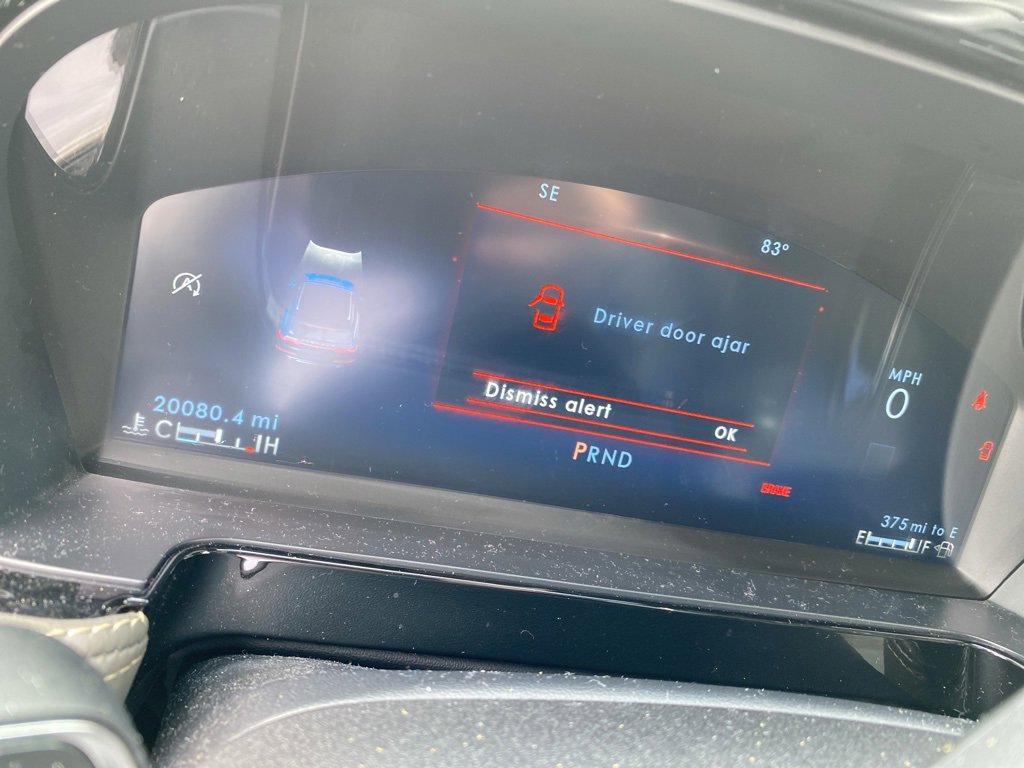 SE
83°
Driver door ajar
Dismiss alert
OK
MPH
0
20080.4 mi
C H
PRND
375 mi to E
E F